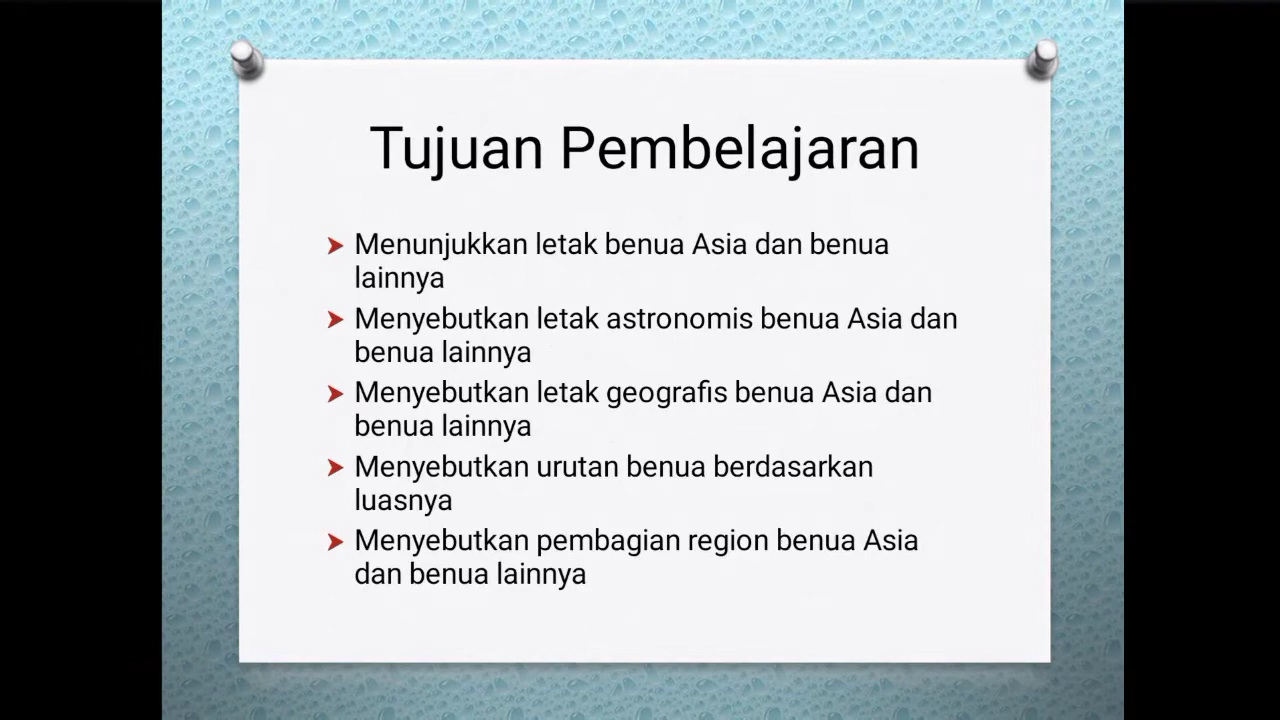 Tujuan Pembelajaran
Menunjukkan letak benua Asia dan benua
lainnya
Menyebutkan letak astronomis benua Asia dan
benua lainnya
Menyebutkan letak geografis benua Asia dan
benua lainnya
Menyebutkan urutan benua berdasarkan
luasnya
Menyebutkan pembagian region benua Asia
dan benua lainnya